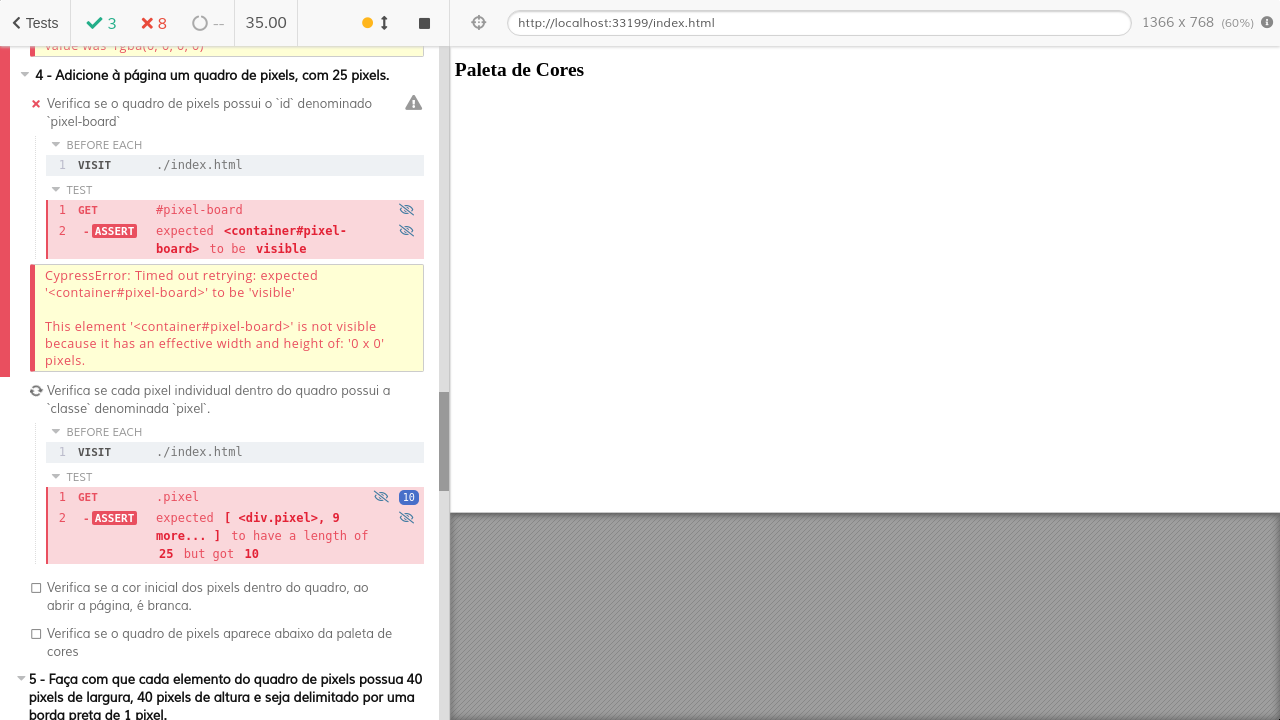 Tests
3
8
--
35.00
http://localhost:33199/index.html
1366 x 768 (60%)
value was 'rgba(0, 0, 0, 0)'
4 - Adicione à página um quadro de pixels, com 25 pixels.
Verifica se o quadro de pixels possui o `id` denominado
`pixel-board`
BEFORE EACH
1 VISIT ./index.html
TEST
1 GET #pixel-board
2 -ASSERT expected <container#pixel-
board> to be visible
CypressError: Timed out retrying: expected
'<container#pixel-board>' to be 'visible'
This element '<container#pixel-board>' is not visible
because it has an effective width and height of: '0 x 0'
pixels.
Verifica se cada pixel individual dentro do quadro possui a
`classe` denominada `pixel`.
BEFORE EACH
1 VISIT ./index.html
TEST
1 GET .pixel 10
2 -ASSERT expected [ <div.pixel>, 9
more... ] to have a length of
25 but got 10
Verifica se a cor inicial dos pixels dentro do quadro, ao
abrir a página, é branca.
Verifica se o quadro de pixels aparece abaixo da paleta de
cores
5 - Faça com que cada elemento do quadro de pixels possua 40
pixels de largura, 40 pixels de altura e seja delimitado por uma
borda preta de 1 pixel.
Paleta de Cores